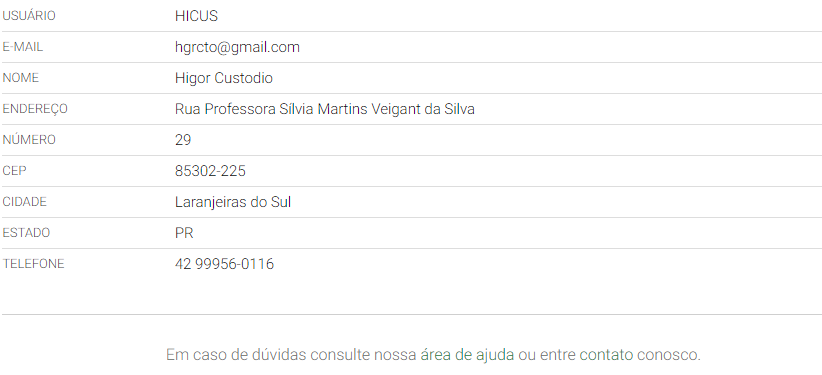 USUÁRIO HICUS
E-MAIL hgrcto@gmail.com
NOME Higor Custodio
ENDEREÇO Rua Professora Sílvia Martins Veigant da Silva
NÚMERO 29
CEP 85302-225
CIDADE Laranjeiras do Sul
ESTADO PR
TELEFONE 42 99956-0116
Em caso de dúvidas consulte nossa área de ajuda ou entre contato conosco.